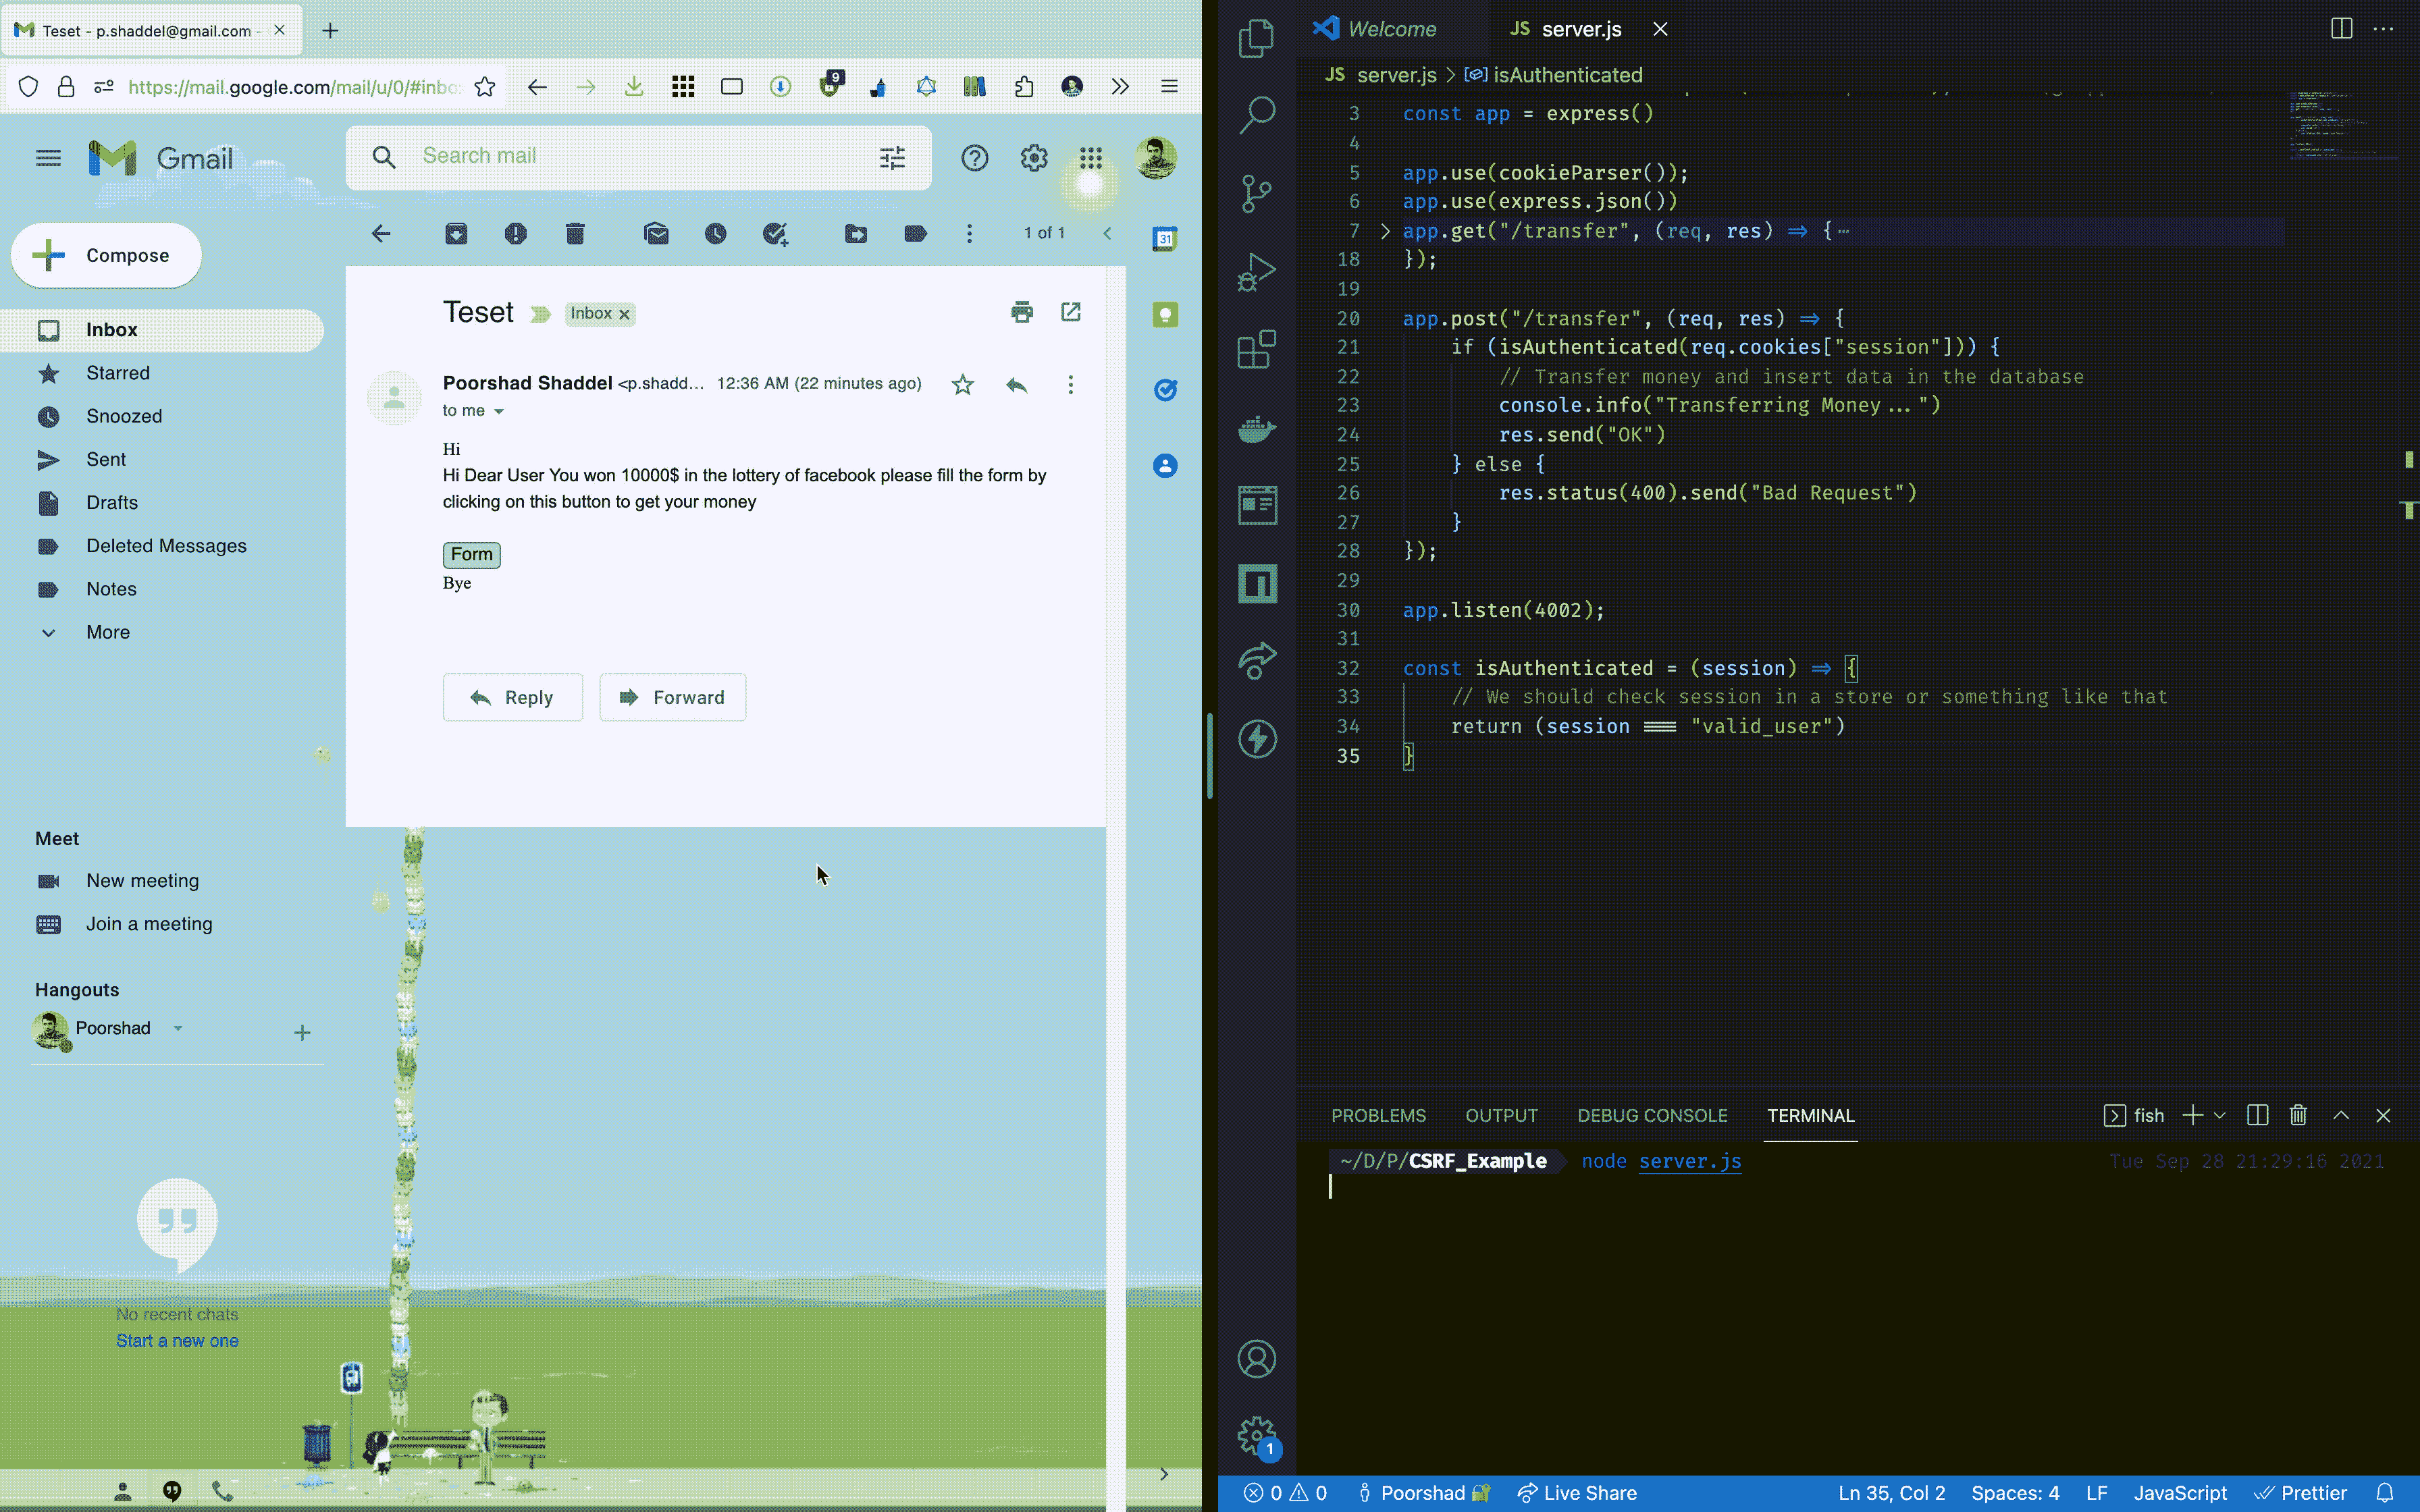 Teset - p.shaddel@gmail.com -
https://mail.google.com/mail/u/0/#inbo
9
Gmail
Search mail
Compose
1 of 1
31
Inbox
Starred
Snoozed
Sent
Drafts
Deleted Messages
Notes
More
Teset
Inbox
Poorshad Shaddel <p.shadd... 12:36 AM (22 minutes ago)
to me
Hi
Hi Dear User You won 10000$ in the lottery of facebook please fill the form by
clicking on this button to get your money
Form
Bye
Reply
Forward
Meet
New meeting
Join a meeting
Hangouts
Poorshad
No recent chats
Start a new one
Welcome
JS server.js
JS server.js > isAuthenticated
3 const app = express()
4
5 app.use(cookieParser());
6 app.use(express.json())
7 app.get("/transfer", (req, res) => {…
18 });
19
20 app.post("/transfer", (req, res) => {
21 if (isAuthenticated(req.cookies["session"])) {
22 // Transfer money and insert data in the database
23 console.info("Transferring Money...")
24 res.send("OK")
25 } else {
26 res.status(400).send("Bad Request")
27 }
28 });
29
30 app.listen(4002);
31
32 const isAuthenticated = (session) => {
33 // We should check session in a store or something like that
34 return (session === "valid_user")
35 }
PROBLEMS OUTPUT DEBUG CONSOLE TERMINAL
fish
~/D/P/CSRF_Example node server.js Tue Sep 28 21:29:16 2021
1
0 0 Poorshad Live Share Ln 35, Col 2 Spaces: 4 LF JavaScript Prettier